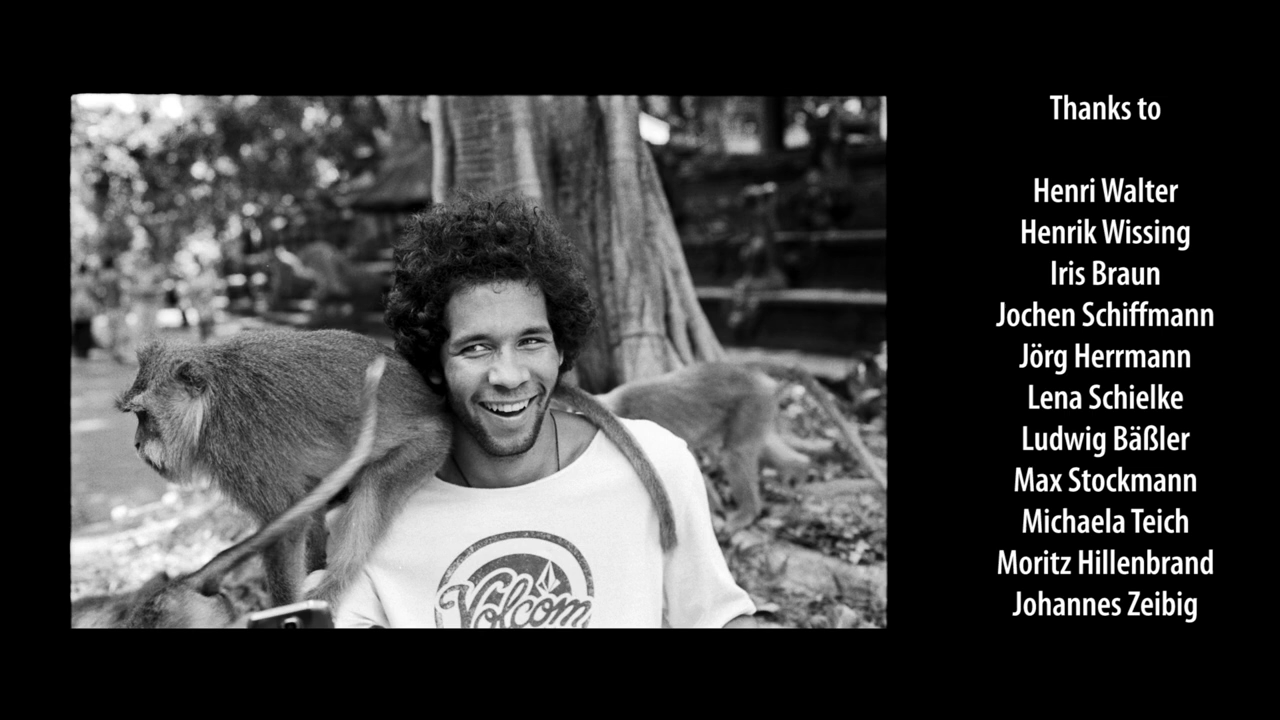 Thanks to
Henri Walter
Henrik Wissing
Iris Braun
Jochen Schiffmann
Jörg Herrmann
Lena Schielke
Ludwig Bäßler
Max Stockmann
Michaela Teich
Moritz Hillenbrand
Johannes Zeibig
Volcom